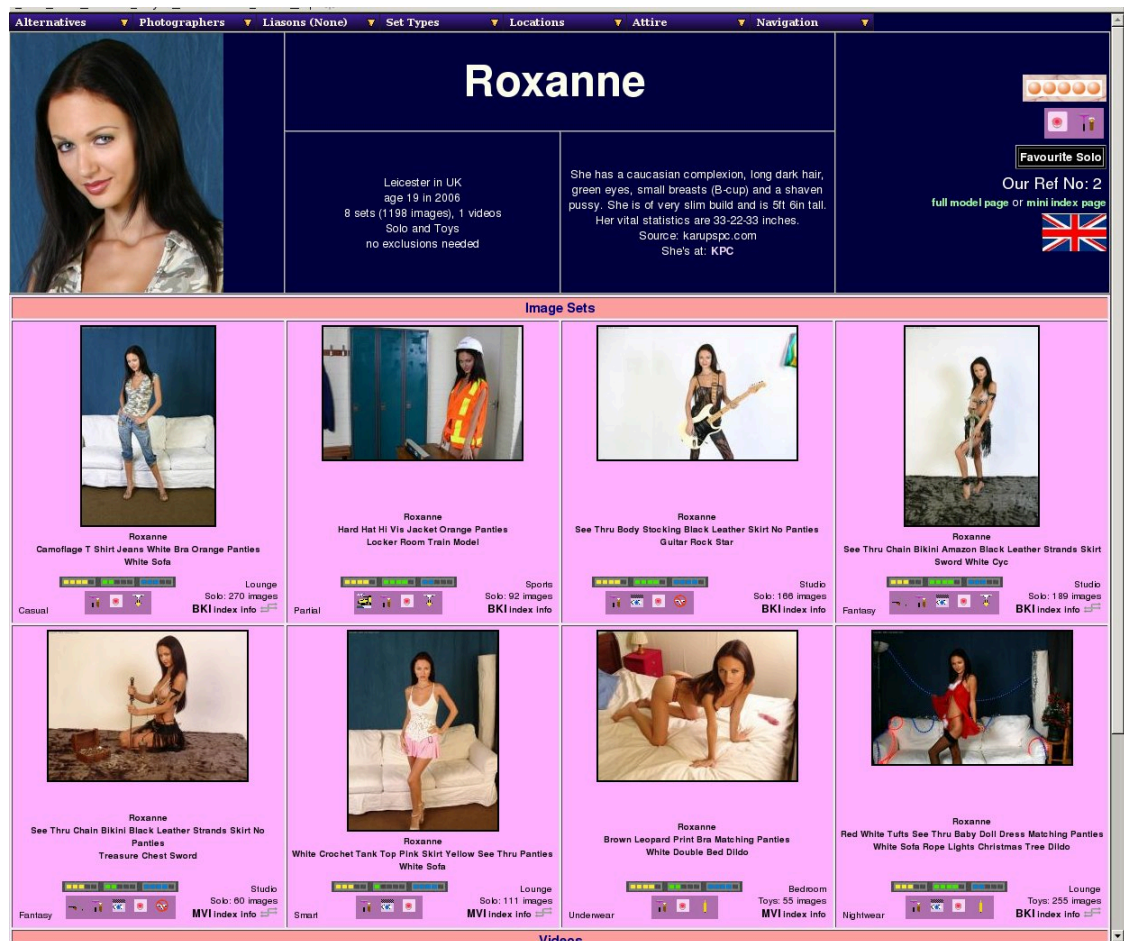 Alternatives Photographers Liasons (None) Set Types Locations Attire Navigation
Roxanne
Leicester in UK
age 19 in 2006
8 sets (1198 images), 1 videos
Solo and Toys
no exclusions needed
She has a caucasian complexion, long dark hair,
green eyes, small breasts (B-cup) and a shaven
pussy. She is of very slim build and is 5ft 6in tall.
Her vital statistics are 33-22-33 inches.
Source: karupspc.com
She's at: KPC
Favourite Solo
Our Ref No: 2
full model page or mini index page
Image Sets
Roxanne
Camoflage T Shirt Jeans White Bra Orange Panties
White Sofa
Lounge
Solo: 270 images
Casual
BKI index info
Roxanne
Hard Hat Hi Vis Jacket Orange Panties
Locker Room Train Model
Sports
Solo: 92 images
Partial
BKI index info
Roxanne
See Thru Body Stocking Black Leather Skirt No Panties
Guitar Rock Star
Studio
Solo: 166 images
BKI index info
Roxanne
See Thru Chain Bikini Amazon Black Leather Strands Skirt
Sword White Cyc
Studio
Solo: 189 images
Fantasy
BKI index info
Roxanne
See Thru Chain Bikini Black Leather Strands Skirt No
Panties
Treasure Chest Sword
Studio
Solo: 60 images
Fantasy
MVI index info
Roxanne
White Crochet Tank Top Pink Skirt Yellow See Thru Panties
White Sofa
Lounge
Solo: 111 images
Smart
MVI index info
Roxanne
Brown Leopard Print Bra Matching Panties
White Double Bed Dildo
Bedroom
Toys: 55 images
Underwear
MVI index info
Roxanne
Red White Tufts See Thru Baby Doll Dress Matching Panties
White Sofa Rope Lights Christmas Tree Dildo
Lounge
Toys: 255 images
Nightwear
BKI index info
Videos